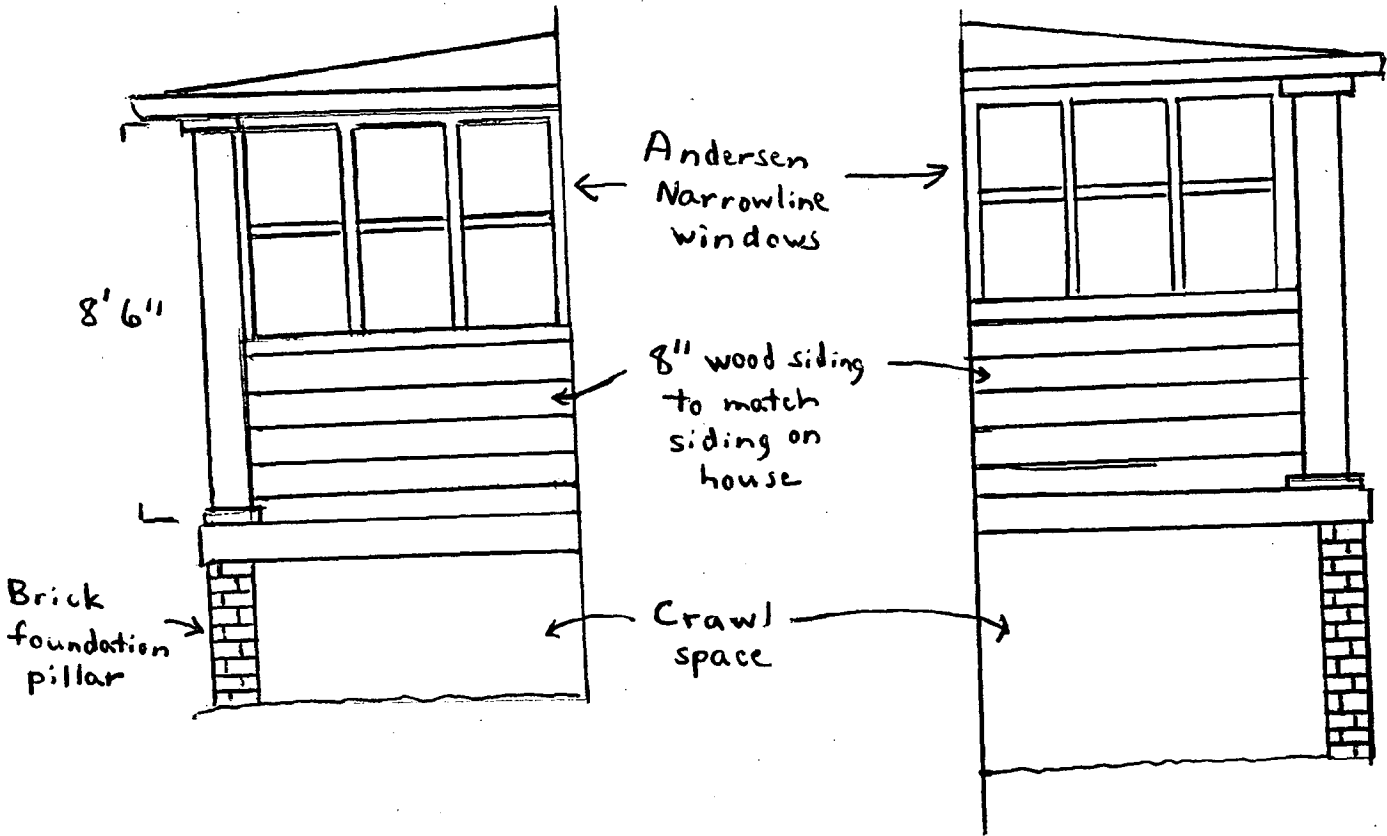 Andersen
Narrowline
windows
8' 6"
8" wood siding
to match
siding on
house
Brick
foundation
pillar
Crawl
space